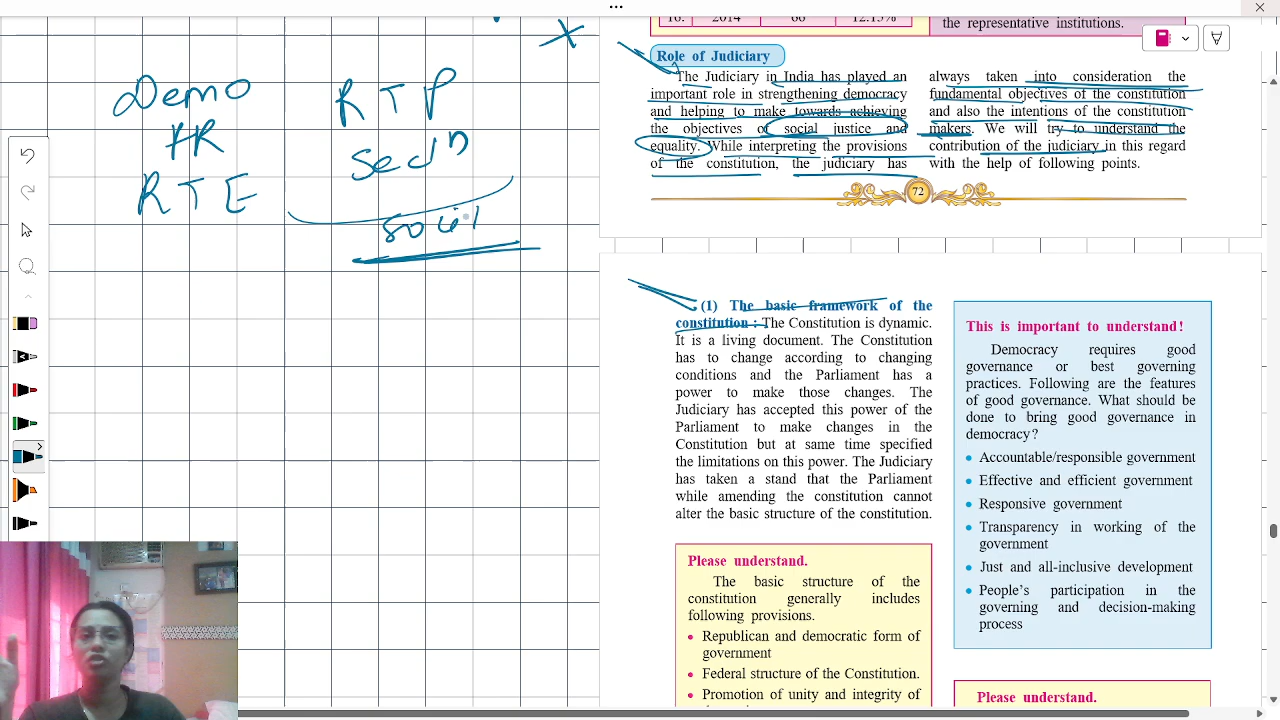 16.
2014
66
12.15%
the representative institutions.
Role of Judiciary
The Judiciary in India has played an
important role in strengthening democracy
and helping to make towards achieving
the objectives of social justice and
equality. While interpreting the provisions
of the constitution, the judiciary has
always taken into consideration the
fundamental objectives of the constitution
and also the intentions of the constitution
makers. We will try to understand the
contribution of the judiciary in this regard
with the help of following points.
72
Demo
HR
RTE
RTP
(1) The basic framework of the
constitution : The Constitution is dynamic.
It is a living document. The Constitution
has to change according to changing
conditions and the Parliament has a
power to make those changes. The
Judiciary has accepted this power of the
Parliament to make changes in the
Constitution but at same time specified
the limitations on this power. The Judiciary
has taken a stand that the Parliament
while amending the constitution cannot
alter the basic structure of the constitution.
Please understand.
The basic structure of the
constitution generally includes
following provisions.
• Republican and democratic form of
government
• Federal structure of the Constitution.
• Promotion of unity and integrity of
This is important to understand!
Democracy requires good
governance or best governing
practices. Following are the features
of good governance. What should be
done to bring good governance in
democracy?
• Accountable/responsible government
• Effective and efficient government
• Responsive government
• Transparency in working of the
government
• Just and all-inclusive development
• People's participation in the
governing and decision-making
process
Please understand.